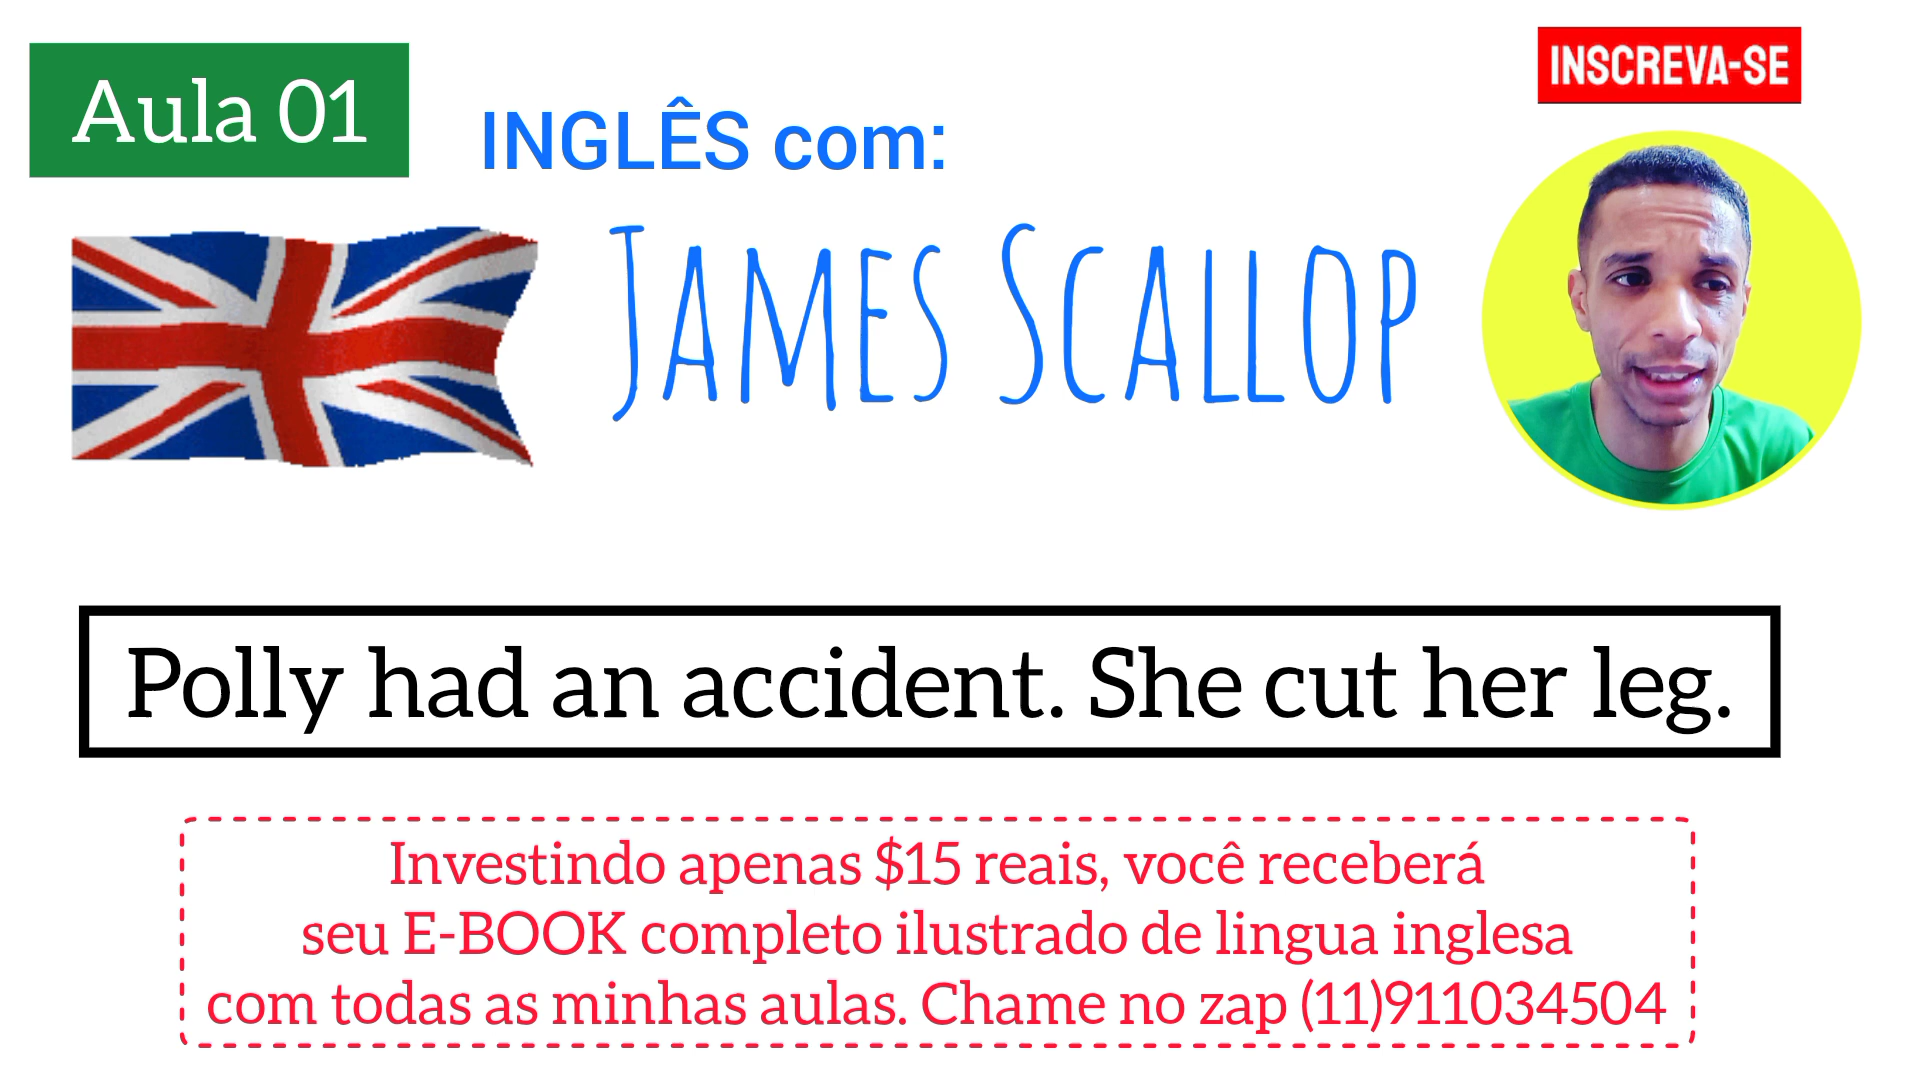 Aula 01
INGLÊS com:
JAMES SCALLOP
INSCREVA-SE
Polly had an accident. She cut her leg.
Investindo apenas $15 reais, você receberá
seu E-BOOK completo ilustrado de lingua inglesa
com todas as minhas aulas. Chame no zap (11)911034504